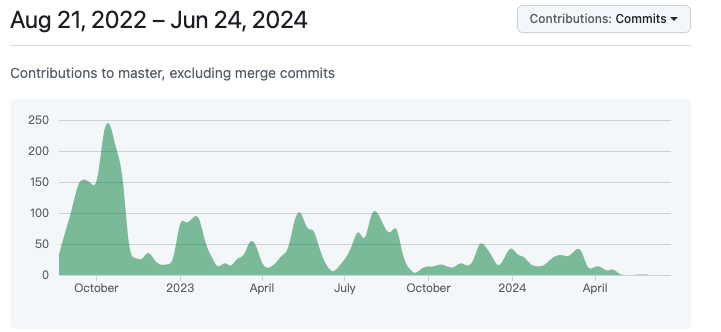 Aug 21, 2022 – Jun 24, 2024
Contributions: Commits
Contributions to master, excluding merge commits
250
200
150
100
50
0
October 2023 April July October 2024 April